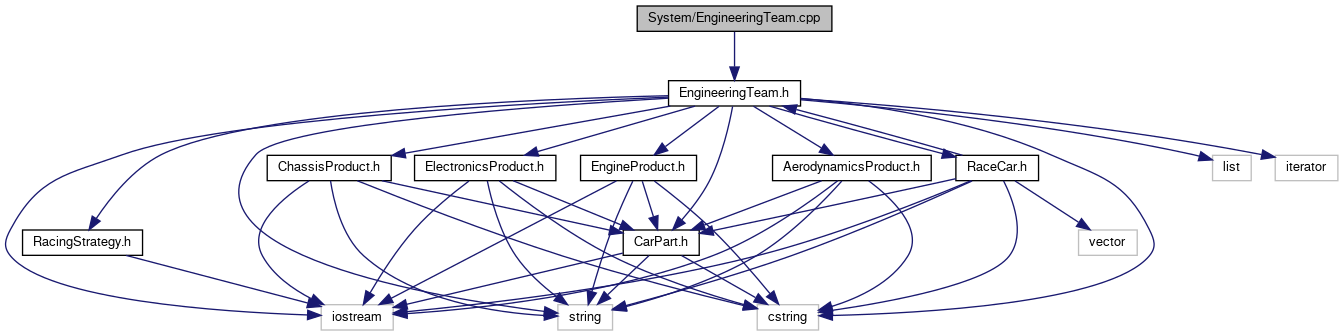 System/EngineeringTeam.cpp
EngineeringTeam.h
ChassisProduct.h
ElectronicsProduct.h
EngineProduct.h
AerodynamicsProduct.h
RaceCar.h
list
iterator
RacingStrategy.h
CarPart.h
vector
iostream
string
cstring